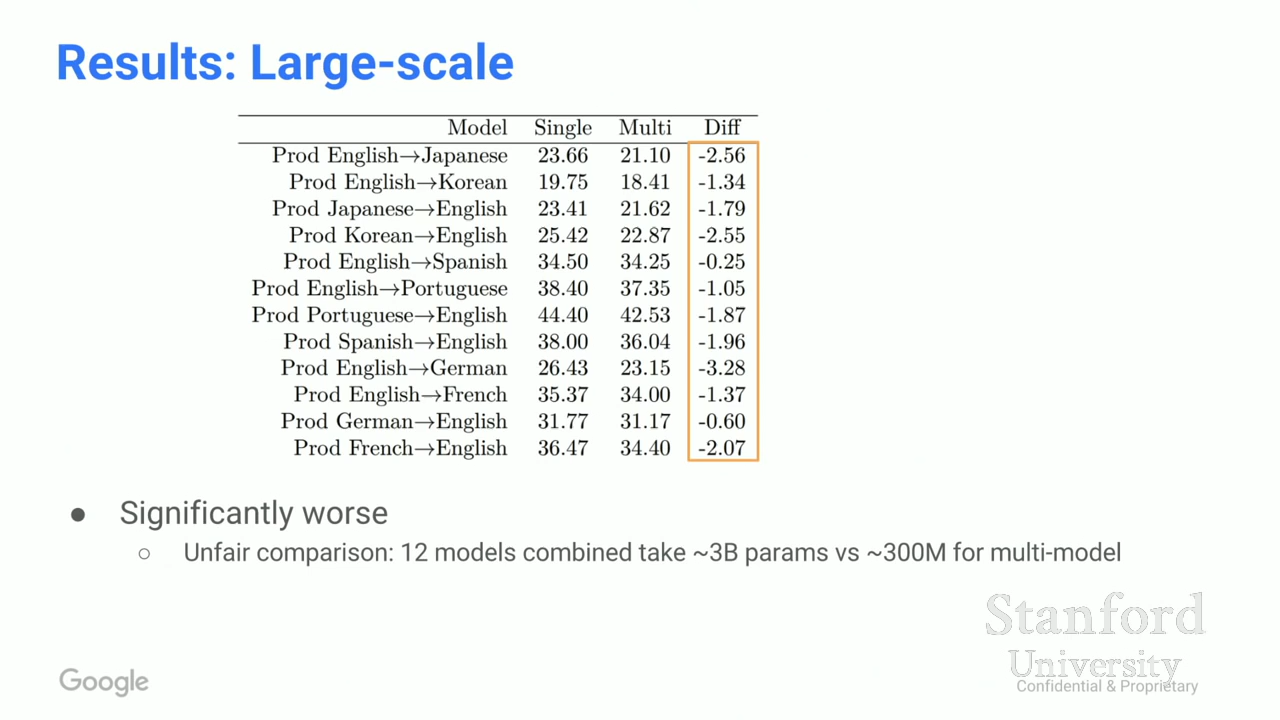 Results: Large-scale
Model Single Multi Diff
Prod English→Japanese 23.66 21.10 -2.56
Prod English→Korean 19.75 18.41 -1.34
Prod Japanese→English 23.41 21.62 -1.79
Prod Korean→English 25.42 22.87 -2.55
Prod English→Spanish 34.50 34.25 -0.25
Prod English→Portuguese 38.40 37.35 -1.05
Prod Portuguese→English 44.40 42.53 -1.87
Prod Spanish→English 38.00 36.04 -1.96
Prod English→German 26.43 23.15 -3.28
Prod English→French 35.37 34.00 -1.37
Prod German→English 31.77 31.17 -0.60
Prod French→English 36.47 34.40 -2.07
● Significantly worse
○ Unfair comparison: 12 models combined take ~3B params vs ~300M for multi-model
Stanford
University
Google
Confidential & Proprietary